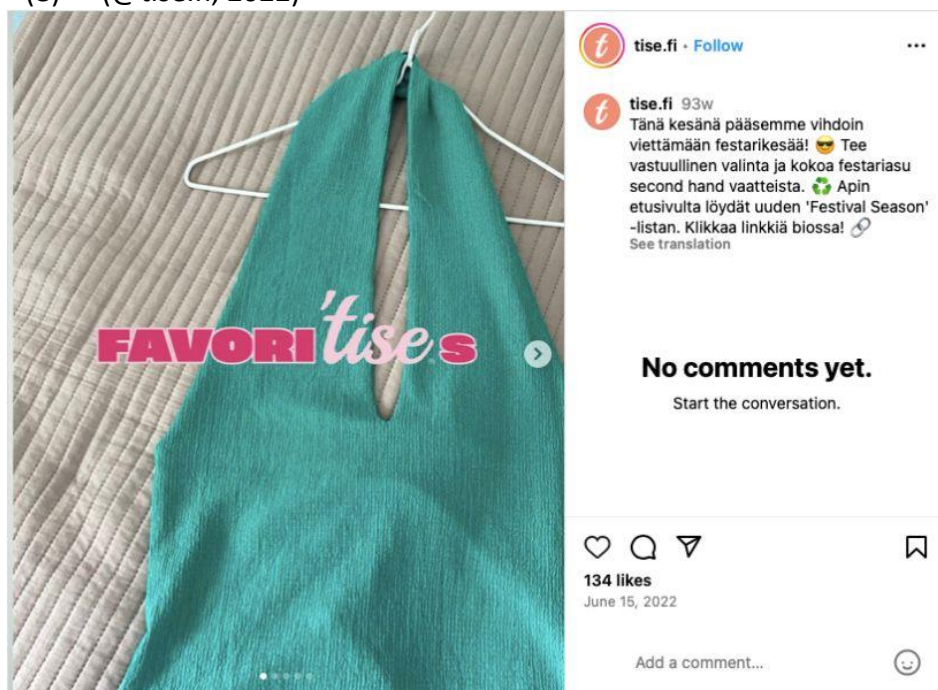 tise.fi • Follow
tise.fi 93w
Tänä kesänä pääsemme vihdoin
viettämään festarikesää! 😎 Tee
vastuullinen valinta ja kokoa festariasu
second hand vaatteista. ♻️ Apin
etusivulta löydät uuden 'Festival Season'
-listan. Klikkaa linkkiä biossa! 🔗
See translation
FAVORI'tise s
No comments yet.
Start the conversation.
134 likes
June 15, 2022
Add a comment...